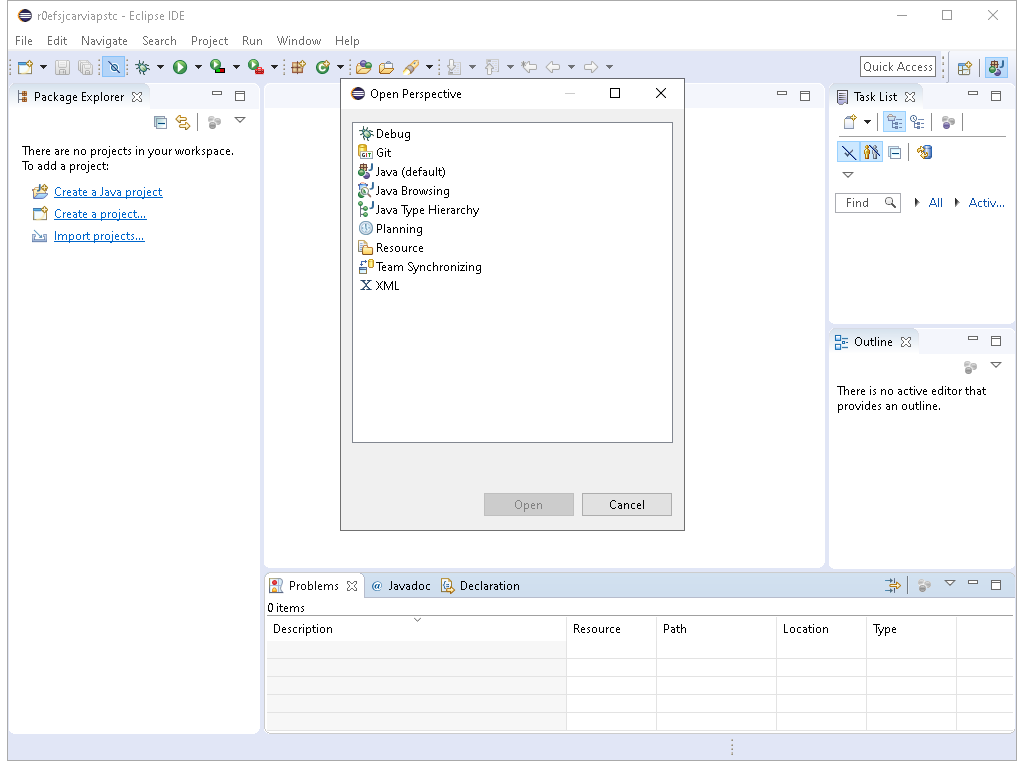 r0efsjcarviapstc - Eclipse IDE
File Edit Navigate Search Project Run Window Help
Quick Access
Package Explorer
There are no projects in your workspace.
To add a project:
Create a Java project
Create a project...
Import projects...
Open Perspective
Debug
GIT Git
Java (default)
Java Browsing
Java Type Hierarchy
Planning
Resource
Team Synchronizing
X XML
Open Cancel
Task List
Find All Activ...
Outline
There is no active editor that
provides an outline.
Problems @ Javadoc Declaration
0 items
Description Resource Path Location Type